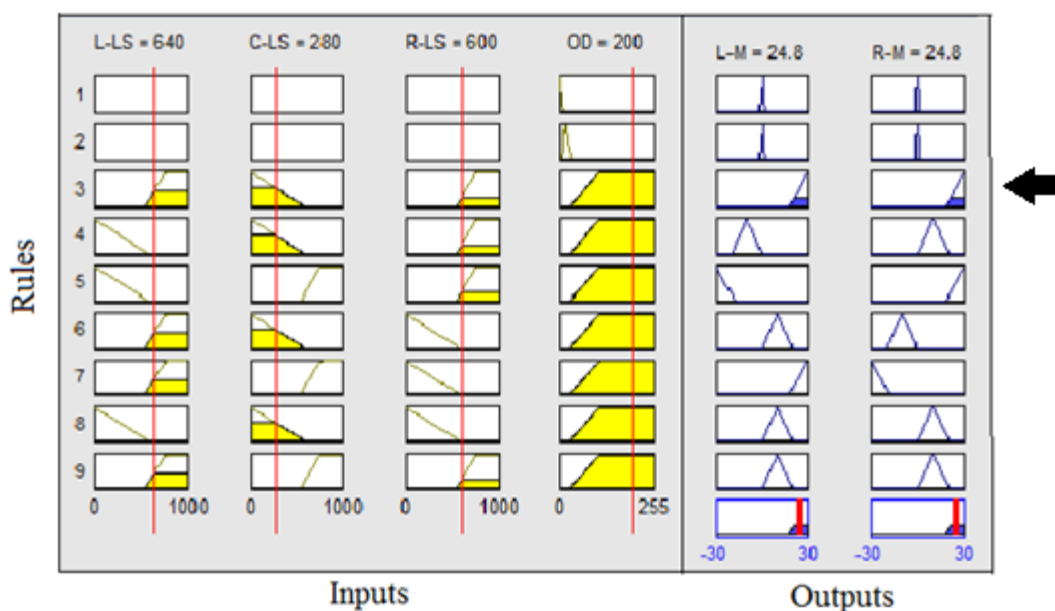 L-LS = 640 C-LS = 280 R-LS = 600 OD = 200 L-M = 24.8 R-M = 24.8
1
2
3
4
5
6
7
8
9
Rules
0 1000 0 1000 0 1000 0 255
-30 30 -30 30
Inputs Outputs